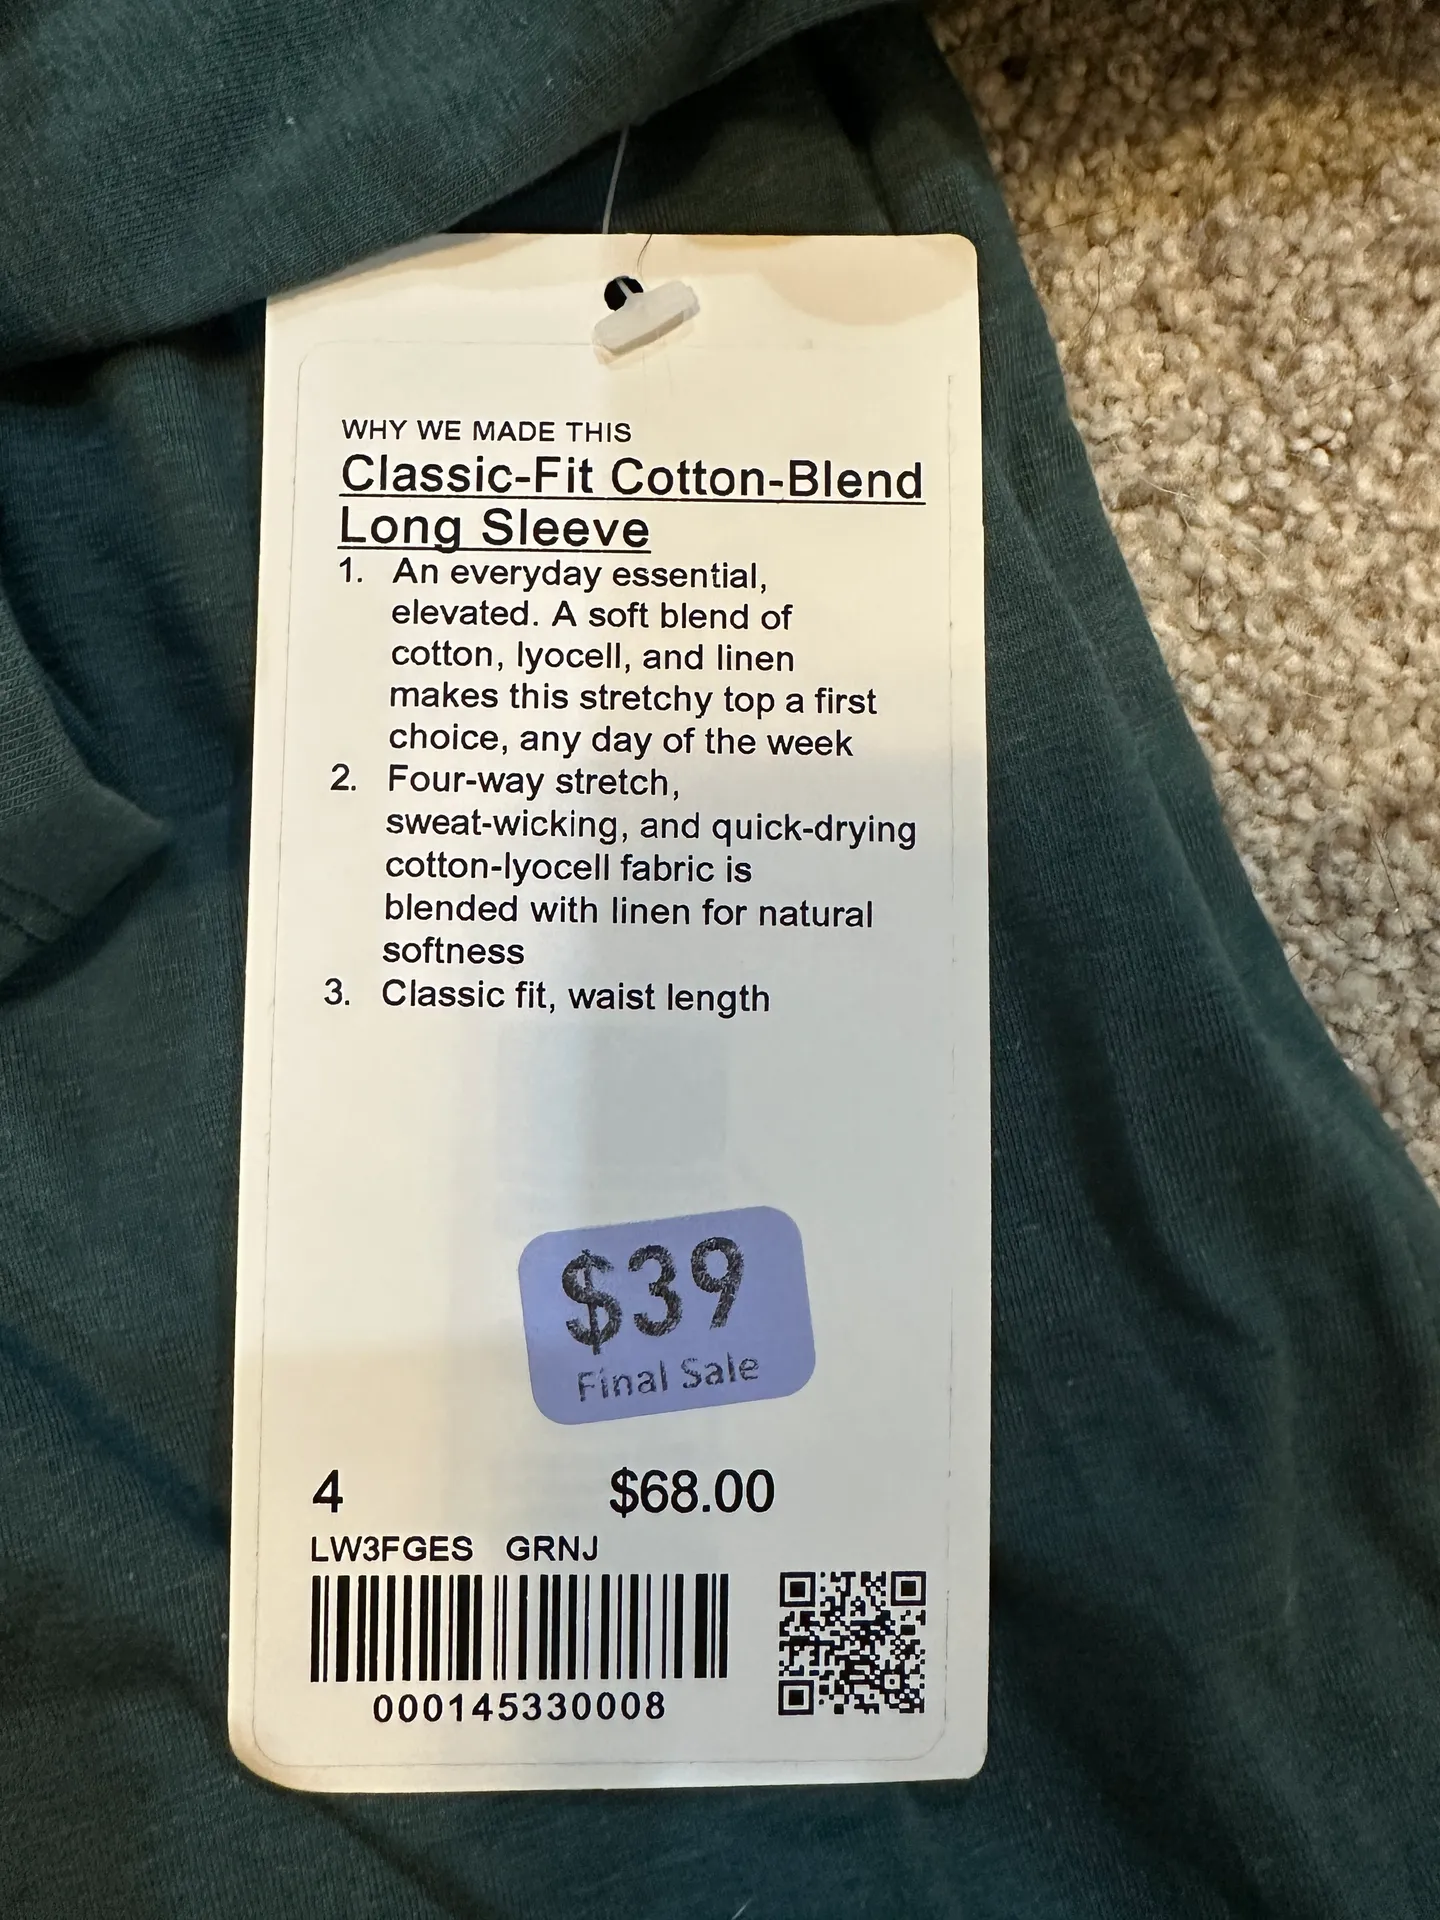 WHY WE MADE THIS
Classic-Fit Cotton-Blend
Long Sleeve
1. An everyday essential,
elevated. A soft blend of
cotton, lyocell, and linen
makes this stretchy top a first
choice, any day of the week
2. Four-way stretch,
sweat-wicking, and quick-drying
cotton-lyocell fabric is
blended with linen for natural
softness
3. Classic fit, waist length
$39
Final Sale
4 $68.00
LW3FGES GRNJ
000145330008